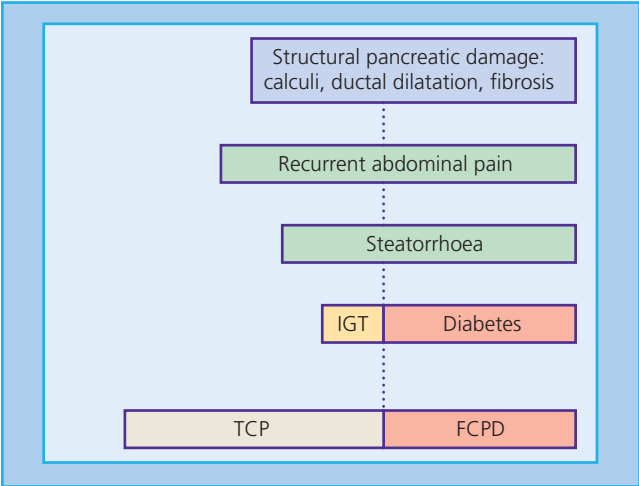 Structural pancreatic damage:
calculi, ductal dilatation, fibrosis
Recurrent abdominal pain
Steatorrhoea
IGT
Diabetes
TCP
FCPD